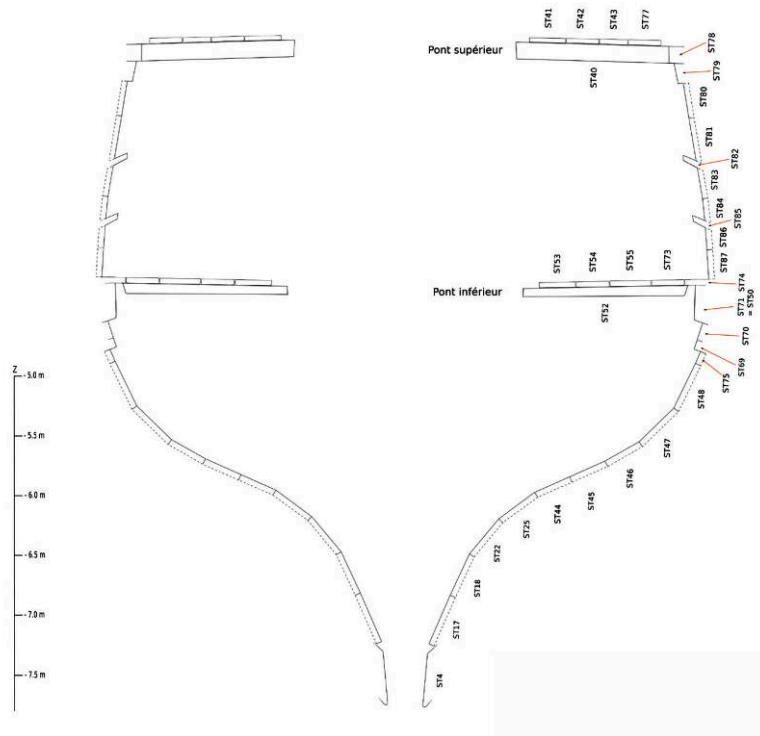 ST41
ST42
ST43
ST77
Pont supérieur
ST40
ST78
ST79
ST80
ST81
ST82
ST83
ST84
ST85
ST86
ST87
ST53
ST54
ST55
ST73
ST74
Pont inférieur
ST52
ST71
= ST50
ST70
ST69
ST75
Z
-5.0 m
ST48
-5.5 m
ST47
ST46
ST45
-6.0 m
ST44
ST25
-6.5 m
ST22
ST18
-7.0 m
ST17
-7.5 m
ST4